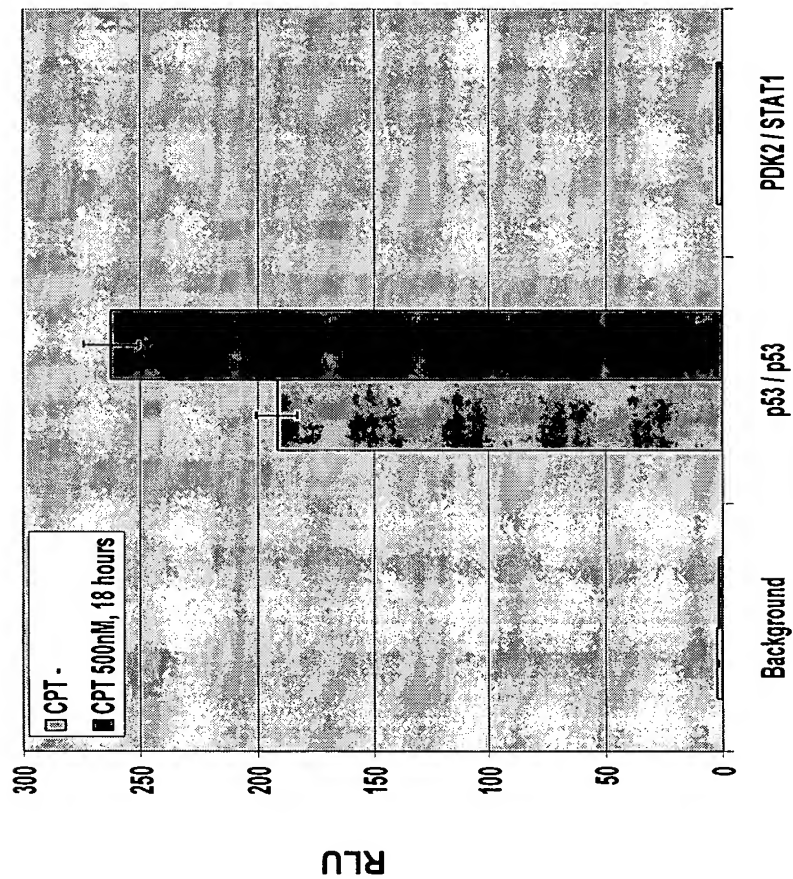 CPT -
CPT 500nM, 18 hours
RLU
300
250
200
150
100
50
0
Background
p53 / p53
PDK2 / STAT1